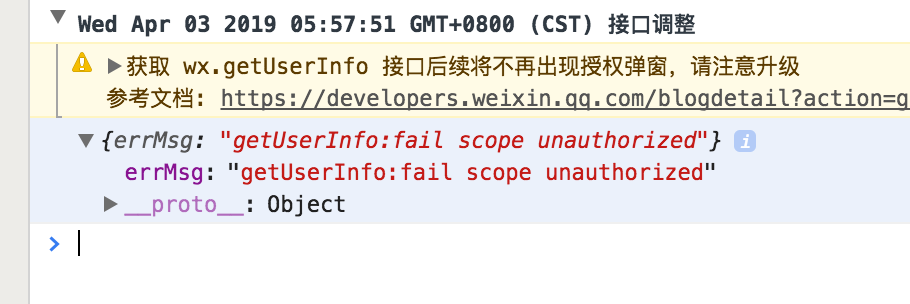 Wed Apr 03 2019 05:57:51 GMT+0800 (CST) 接口调整
获取 wx.getUserInfo 接口后续将不再出现授权弹窗，请注意升级
参考文档: https://developers.weixin.qq.com/blogdetail?action=g
{errMsg: "getUserInfo:fail scope unauthorized"} i
errMsg: "getUserInfo:fail scope unauthorized"
__proto__: Object